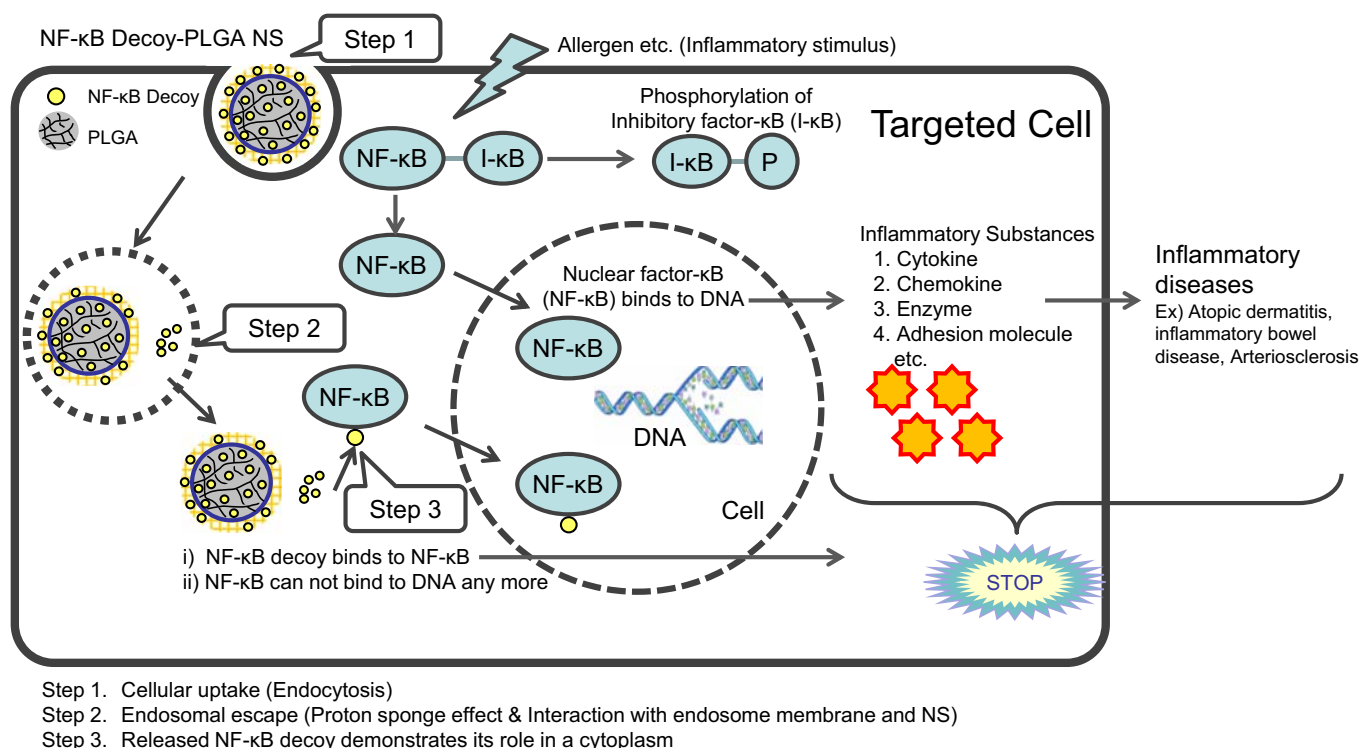 NF-κB Decoy-PLGA NS
Step 1
Allergen etc. (Inflammatory stimulus)
NF-κB Decoy
PLGA
Phosphorylation of
Inhibitory factor-κB (I-κB)
Targeted Cell
NF-κB
I-κB
I-κB
P
NF-κB
Inflammatory Substances
1. Cytokine
2. Chemokine
3. Enzyme
4. Adhesion molecule
etc.
Inflammatory
diseases
Ex) Atopic dermatitis,
inflammatory bowel
disease, Arteriosclerosis
Nuclear factor-κB
(NF-κB) binds to DNA
NF-κB
Step 2
NF-κB
DNA
NF-κB
Step 3
Cell
i) NF-κB decoy binds to NF-κB
ii) NF-κB can not bind to DNA any more
STOP
Step 1. Cellular uptake (Endocytosis)
Step 2. Endosomal escape (Proton sponge effect & Interaction with endosome membrane and NS)
Step 3. Released NF-κB decoy demonstrates its role in a cytoplasm